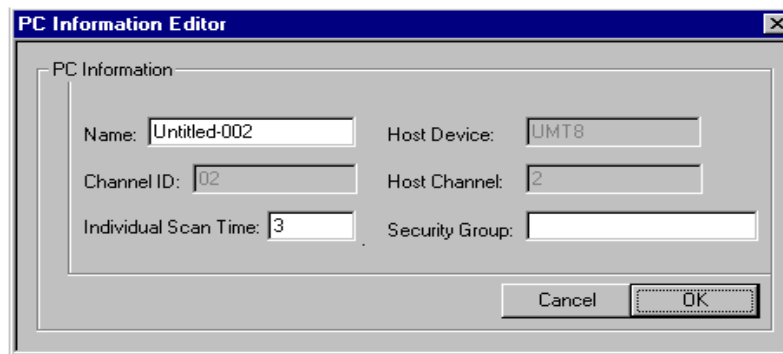 PC Information Editor
PC Information
Name: Untitled-002
Host Device: UMT8
Channel ID: 02
Host Channel: 2
Individual Scan Time: 3
Security Group:
Cancel
OK